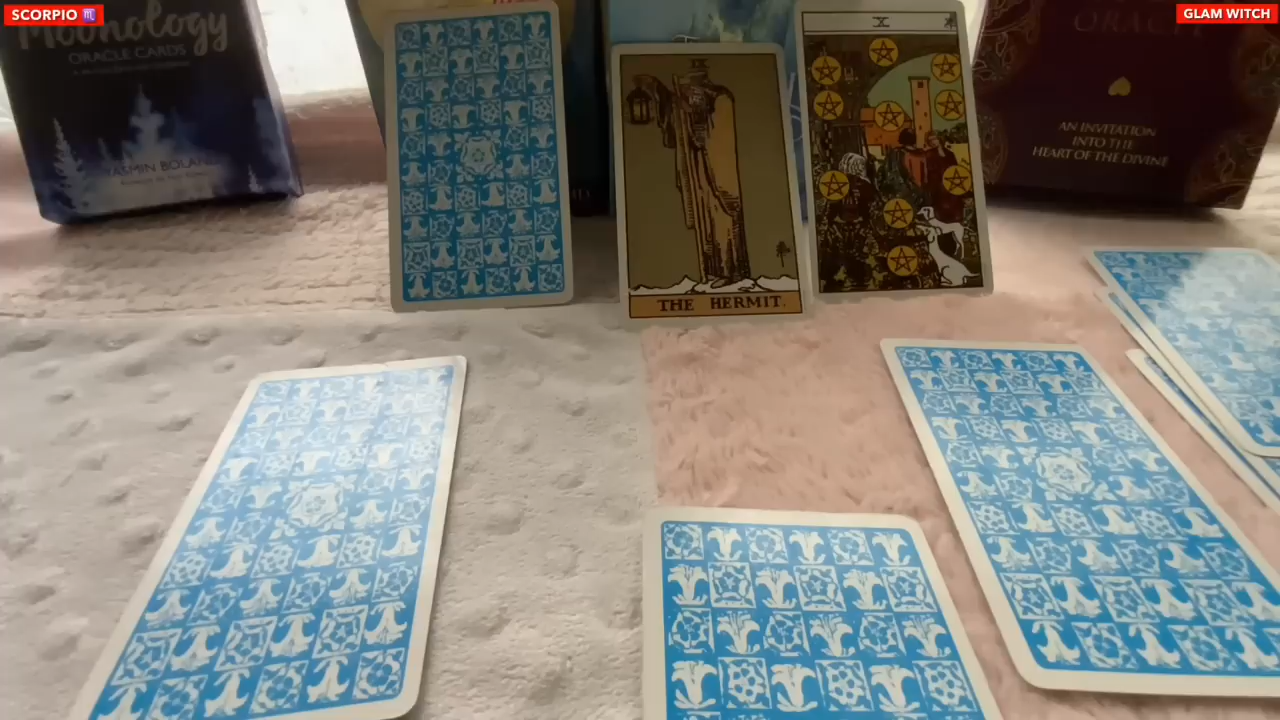 SCORPIO ♏
GLAM WITCH
Moonology
ORACLE CARDS
YASMIN BOLAND
IX
THE HERMIT.
X
ORACLE
AN INVITATION
INTO THE
HEART OF THE DIVINE